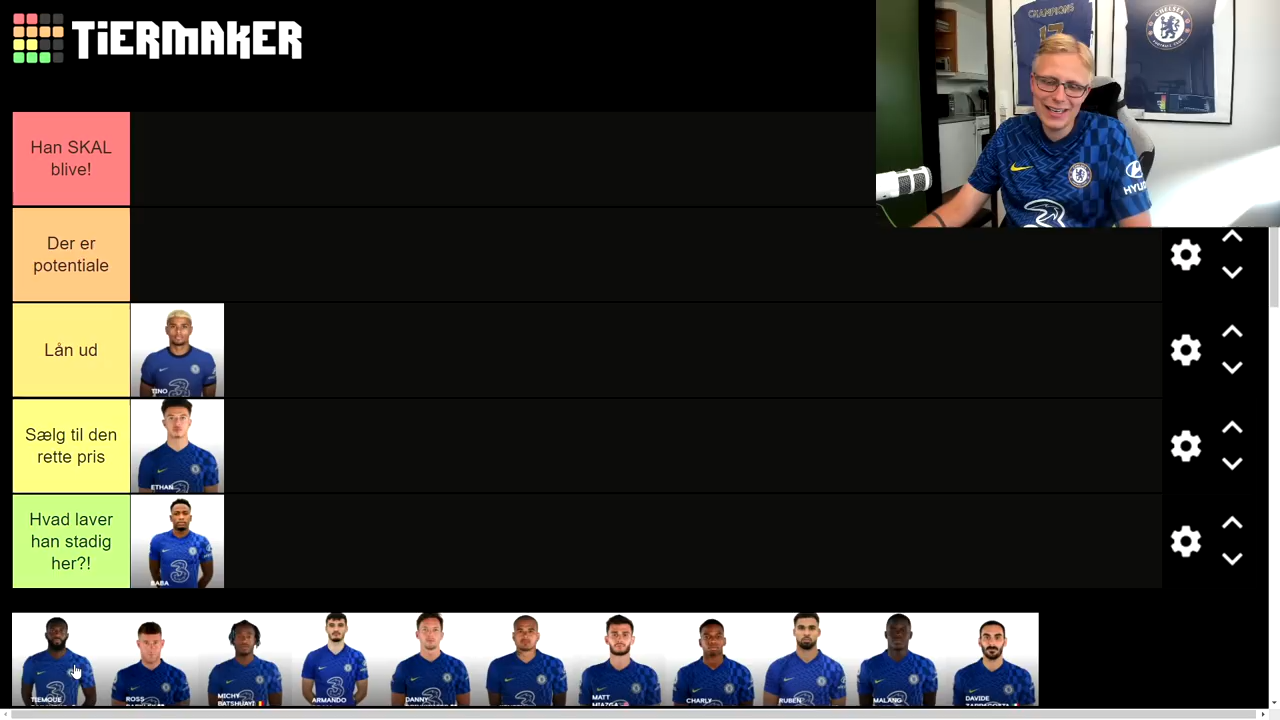 TiERMAKER
CHAMPIONS
CHELSEA
FOOTBALL CLUB
HYU
Han SKAL
blive!
Der er
potentiale
Lån ud
TINO
Sælg til den
rette pris
ETHAN
Hvad laver
han stadig
her?!
BABA
TIEMOUE
ROSS
MICHY
BATSHUAYI
ARMANDO
DANNY
MATT
MIAZGA
CHARLY
RUBEN
MALANG
DAVIDE
ZAPPACOSTA